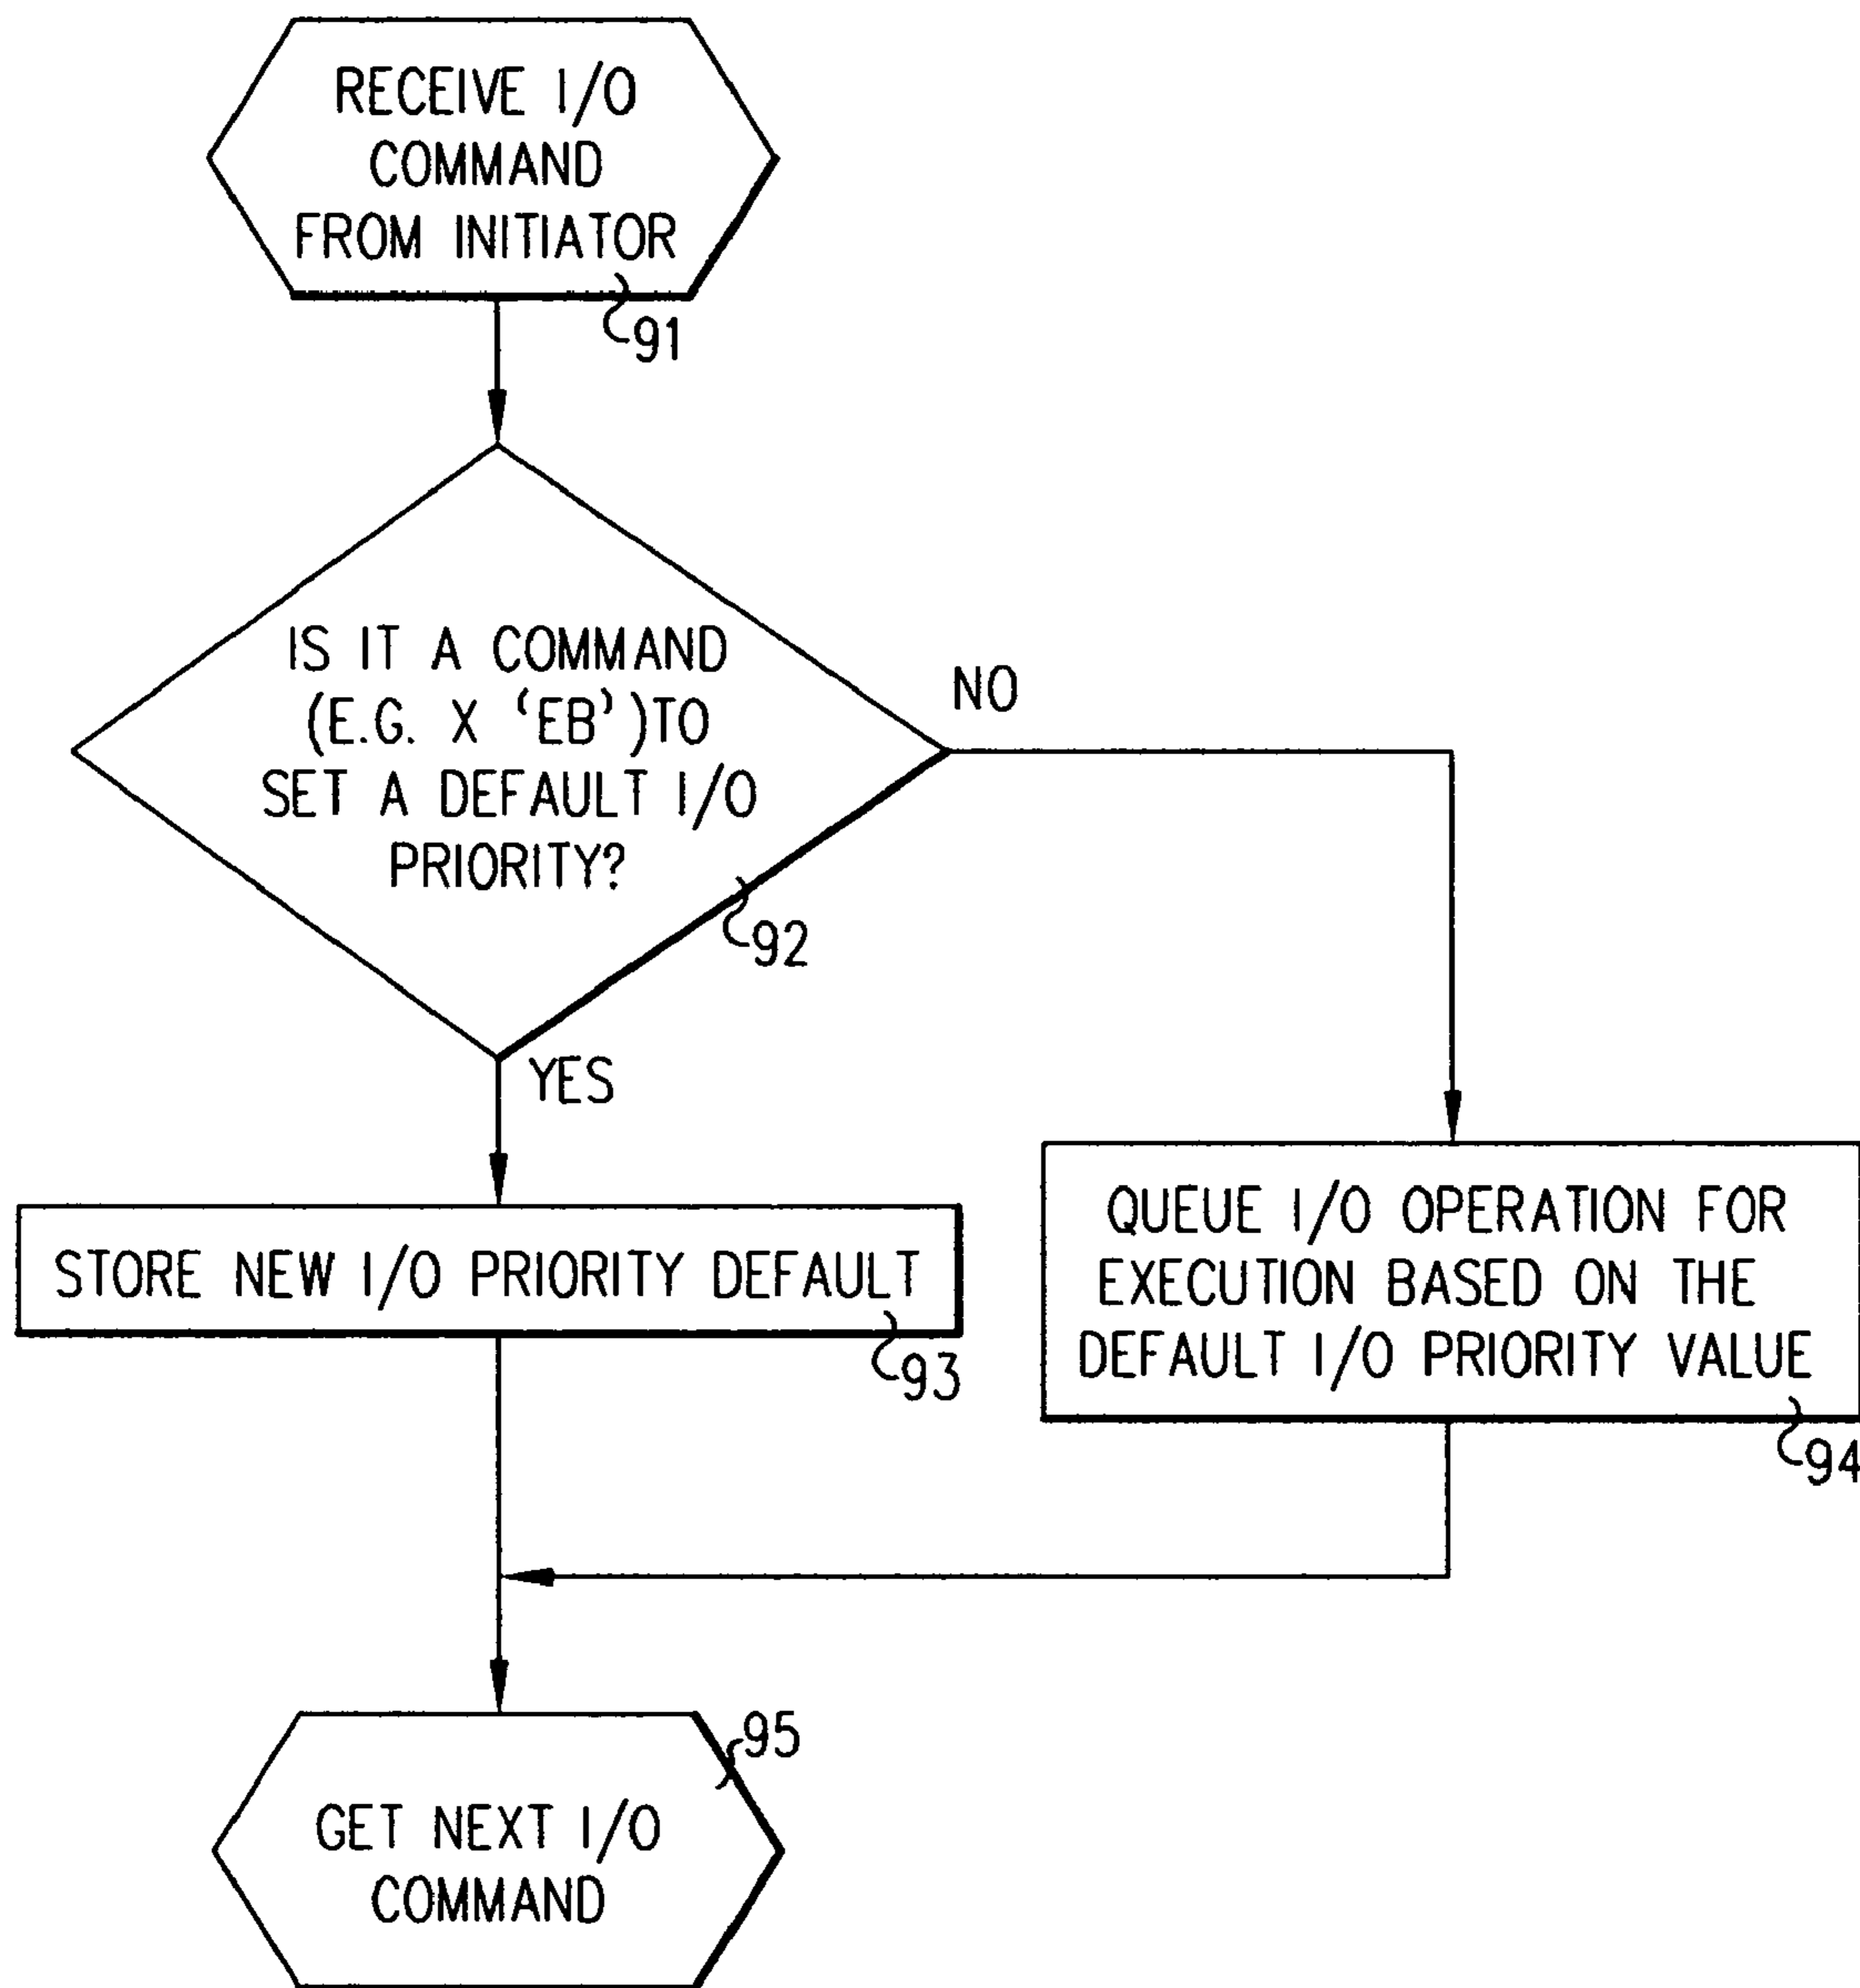 RECEIVE I/O
COMMAND
FROM INITIATOR
91
IS IT A COMMAND
(E.G. X ‘EB’)TO
SET A DEFAULT I/O
PRIORITY?
92
NO
YES
STORE NEW I/O PRIORITY DEFAULT
93
QUEUE I/O OPERATION FOR
EXECUTION BASED ON THE
DEFAULT I/O PRIORITY VALUE
94
95
GET NEXT I/O
COMMAND